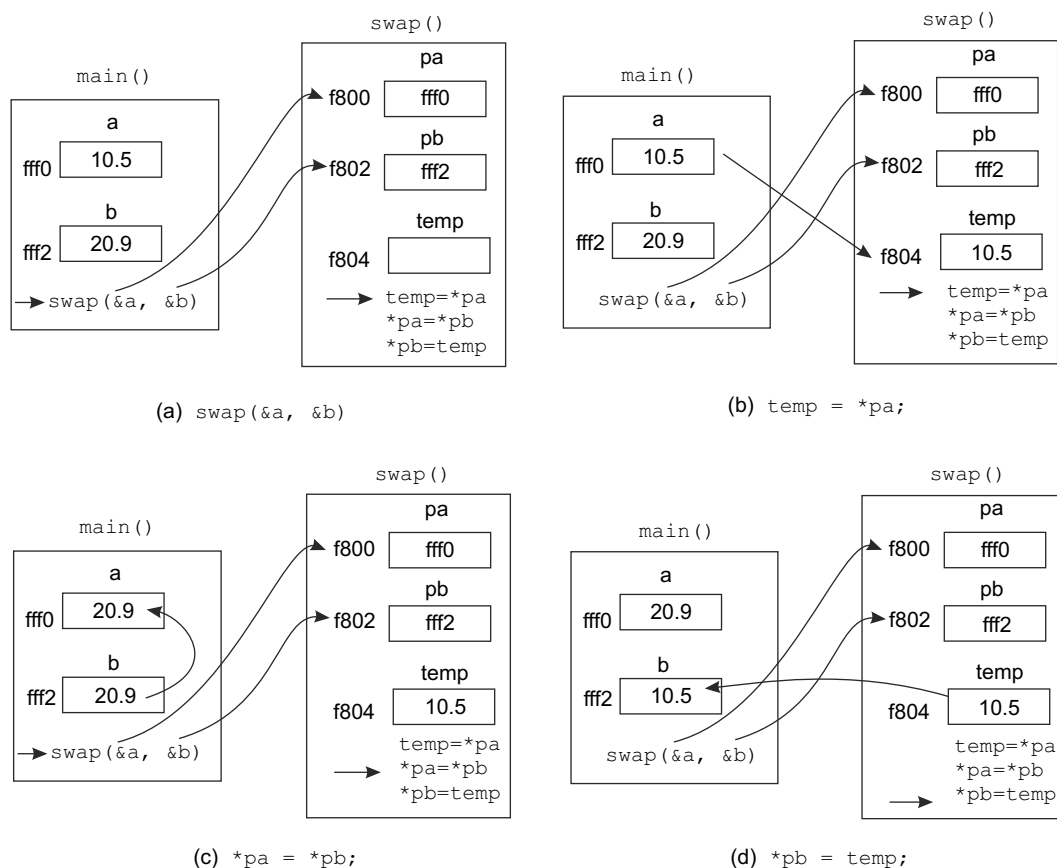 swap()
pa
main()
f800 fff0
a
pb
fff0 10.5
f802 fff2
b
temp
fff2 20.9
f804
swap(&a, &b)
temp=*pa
*pa=*pb
*pb=temp
(a) swap(&a, &b)
swap()
pa
main()
f800 fff0
a
pb
fff0 10.5
f802 fff2
b
temp
fff2 20.9
f804 10.5
swap(&a, &b)
temp=*pa
*pa=*pb
*pb=temp
(b) temp = *pa;
swap()
pa
main()
f800 fff0
a
pb
fff0 20.9
f802 fff2
b
temp
fff2 20.9
f804 10.5
swap(&a, &b)
temp=*pa
*pa=*pb
*pb=temp
(c) *pa = *pb;
swap()
pa
main()
f800 fff0
a
pb
fff0 20.9
f802 fff2
b
temp
fff2 10.5
f804 10.5
swap(&a, &b)
temp=*pa
*pa=*pb
*pb=temp
(d) *pb = temp;